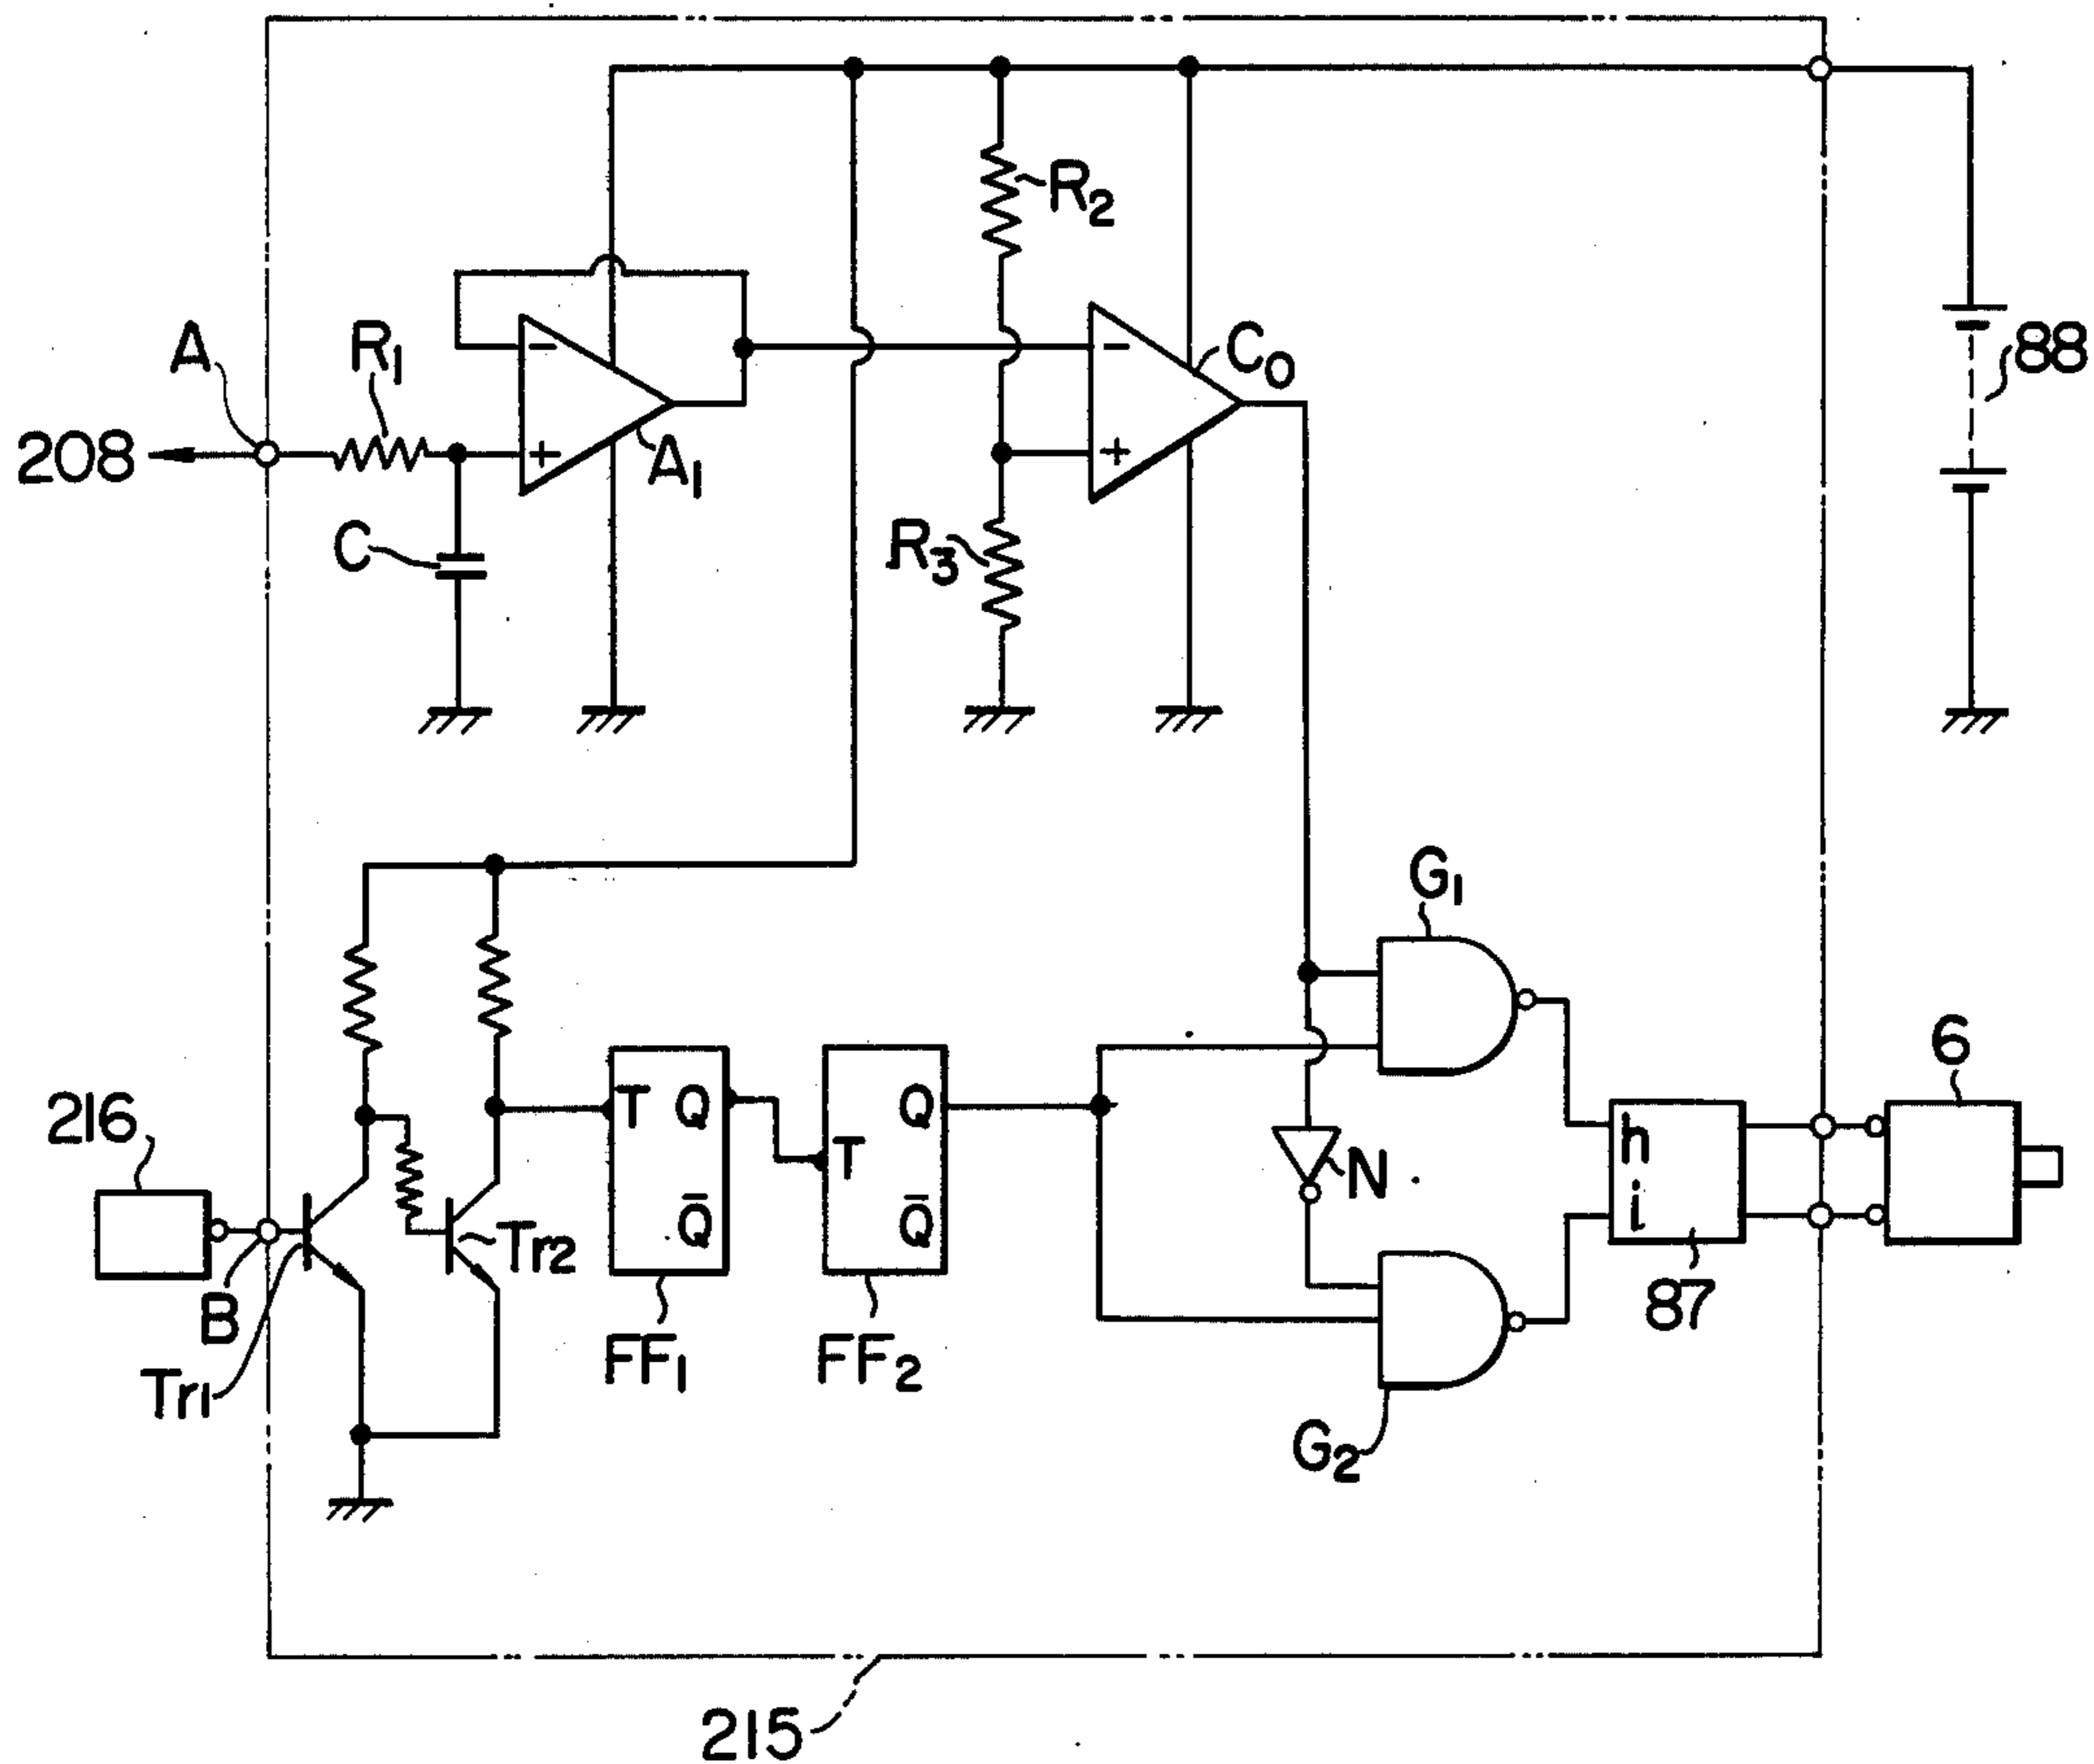 R2
A
R1
-
+
A1
208
C
-
+
C0
R3
88
G1
216
T Q
Q̄
T Q
Q̄
N
h
i
6
B
Tr1
Tr2
FF1
FF2
87
G2
215